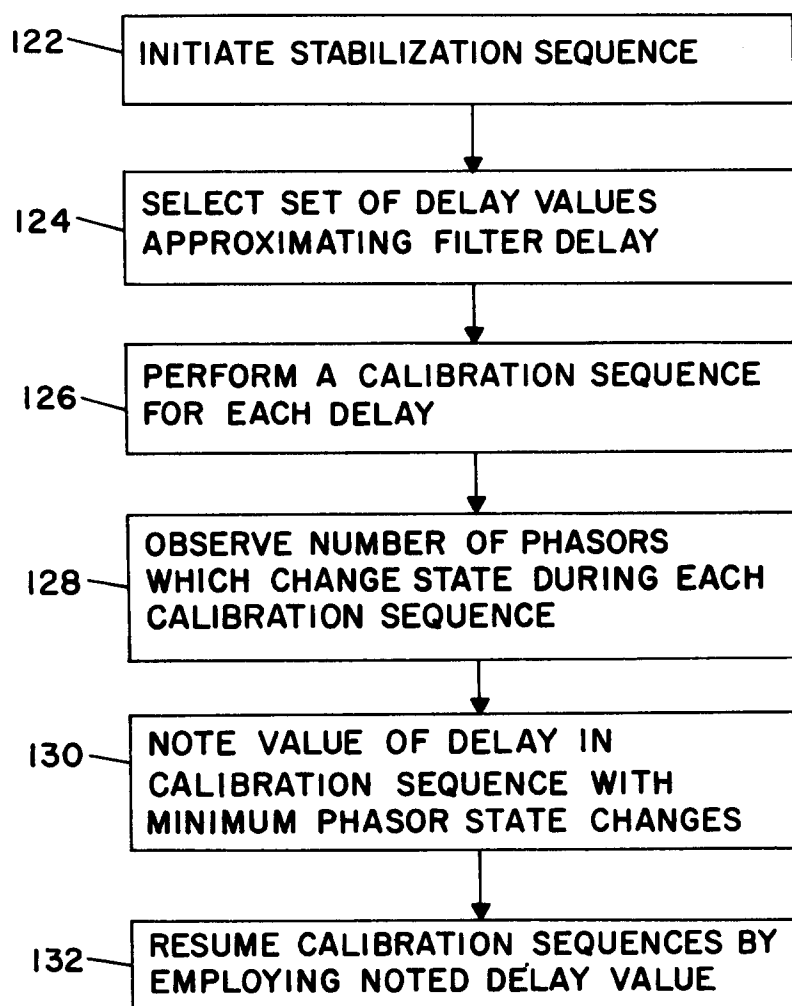 122 INITIATE STABILIZATION SEQUENCE
SELECT SET OF DELAY VALUES
124 APPROXIMATING FILTER DELAY
PERFORM A CALIBRATION SEQUENCE
126 FOR EACH DELAY
OBSERVE NUMBER OF PHASORS
128 WHICH CHANGE STATE DURING EACH
CALIBRATION SEQUENCE
130 NOTE VALUE OF DELAY IN
CALIBRATION SEQUENCE WITH
MINIMUM PHASOR STATE CHANGES
132 RESUME CALIBRATION SEQUENCES BY
EMPLOYING NOTED DELAY VALUE